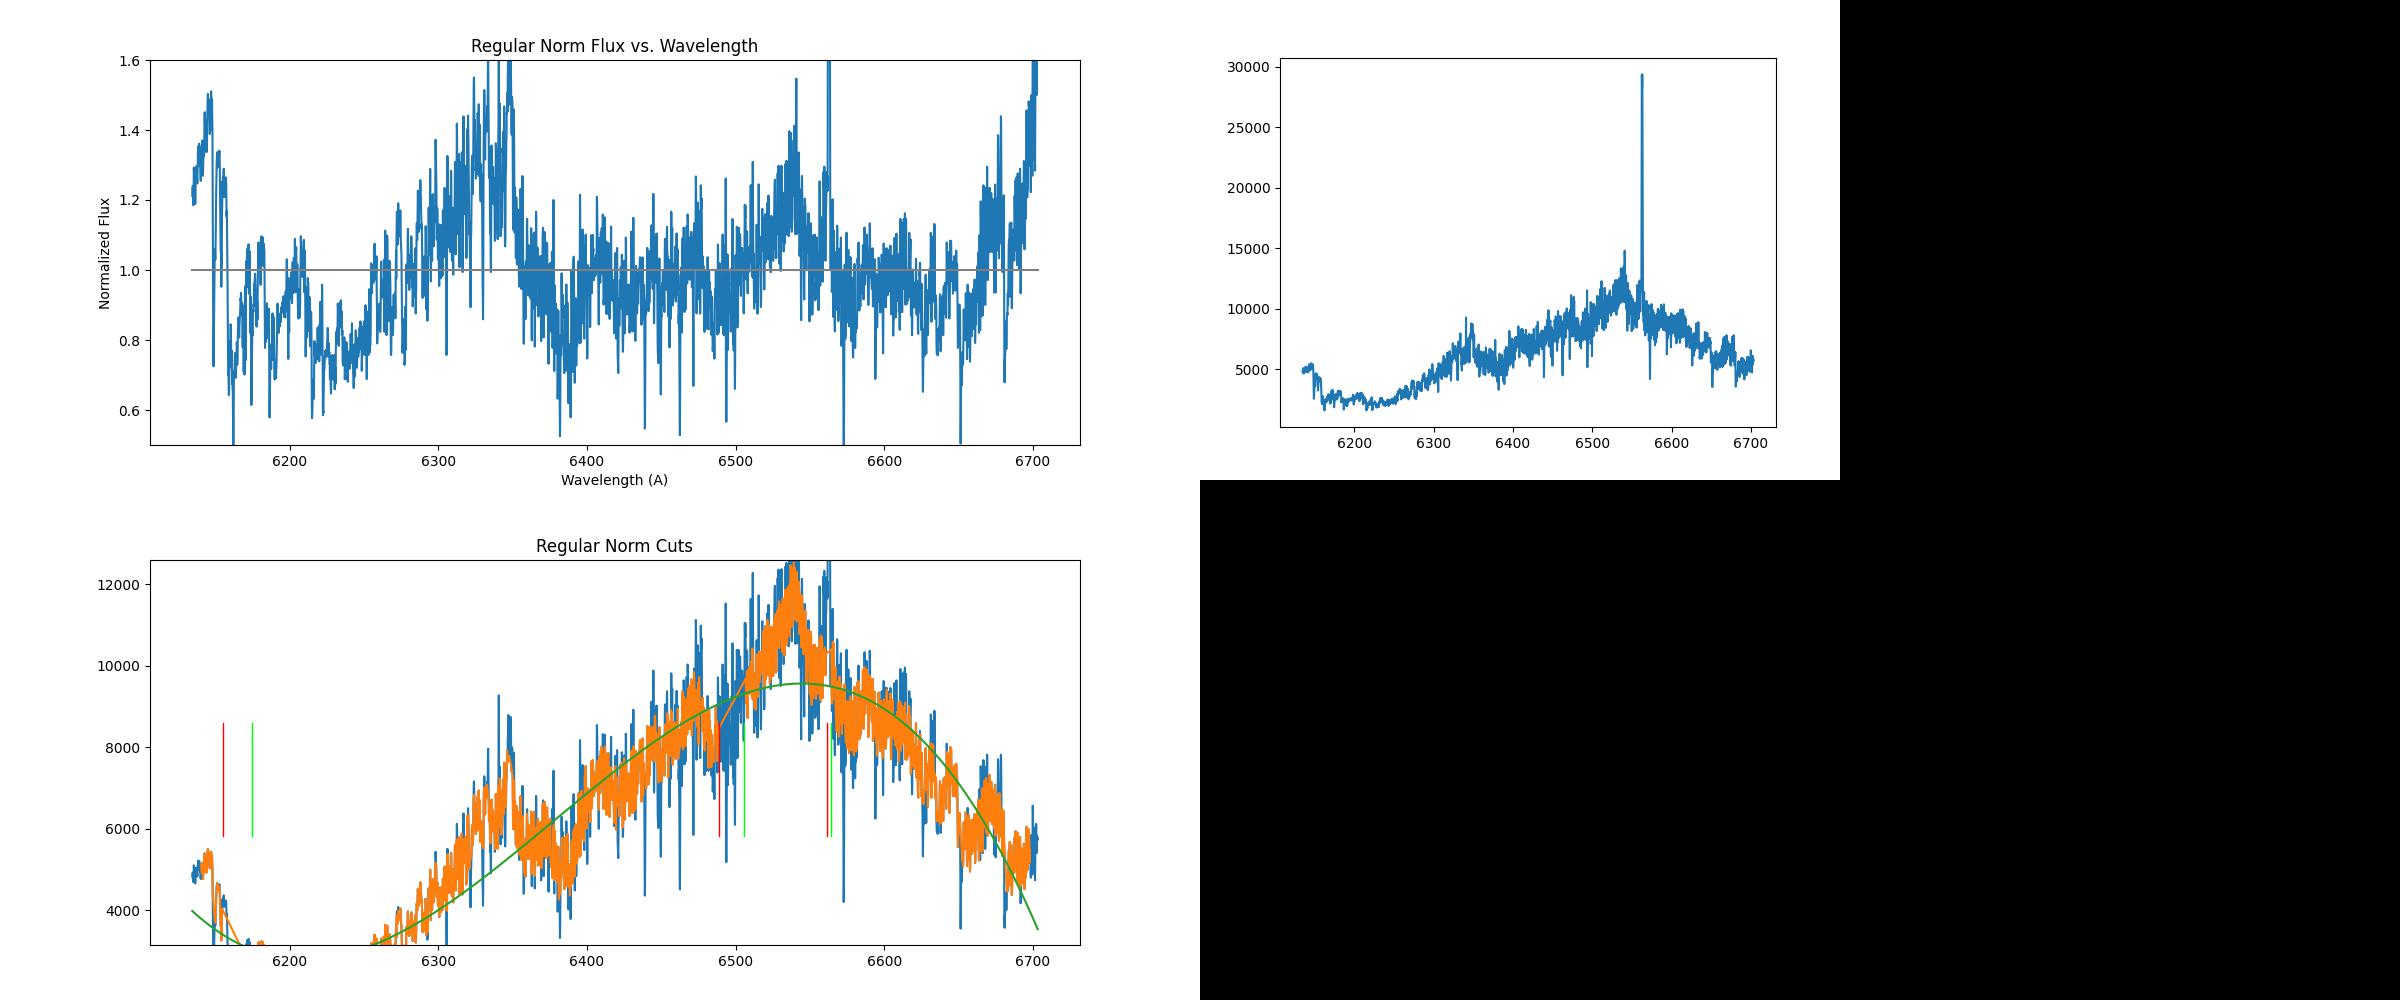 Regular Norm Flux vs. Wavelength
1.6
1.4
1.2
1.0
0.8
0.6
Normalized Flux
6200 6300 6400 6500 6600 6700
Wavelength (A)
30000
25000
20000
15000
10000
5000
6200 6300 6400 6500 6600 6700
Regular Norm Cuts
12000
10000
8000
6000
4000
6200 6300 6400 6500 6600 6700